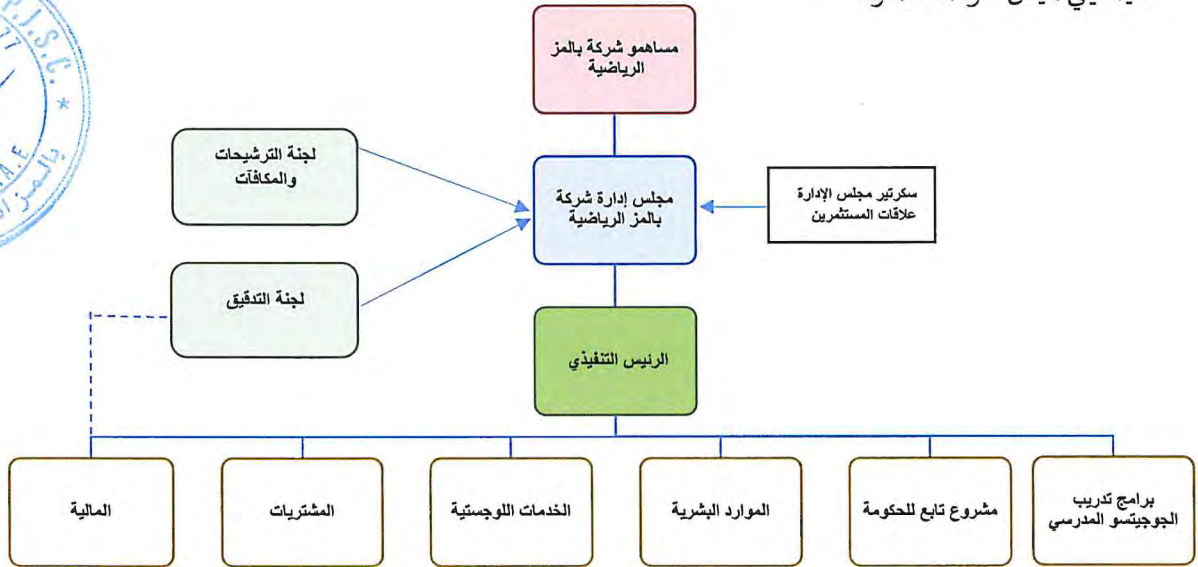 مساهمو شركة بالمز
الرياضية
لجنة الترشيحات
والمكافآت
مجلس إدارة شركة
بالمز الرياضية
سكرتير مجلس الإدارة
علاقات المستثمرين
لجنة التدقيق
الرئيس التنفيذي
برامج تدريب
الجوجيتسو المدرسي
مشروع تابع للحكومة
الموارد البشرية
الخدمات اللوجستية
المشتريات
المالية
P.J.S.C. *